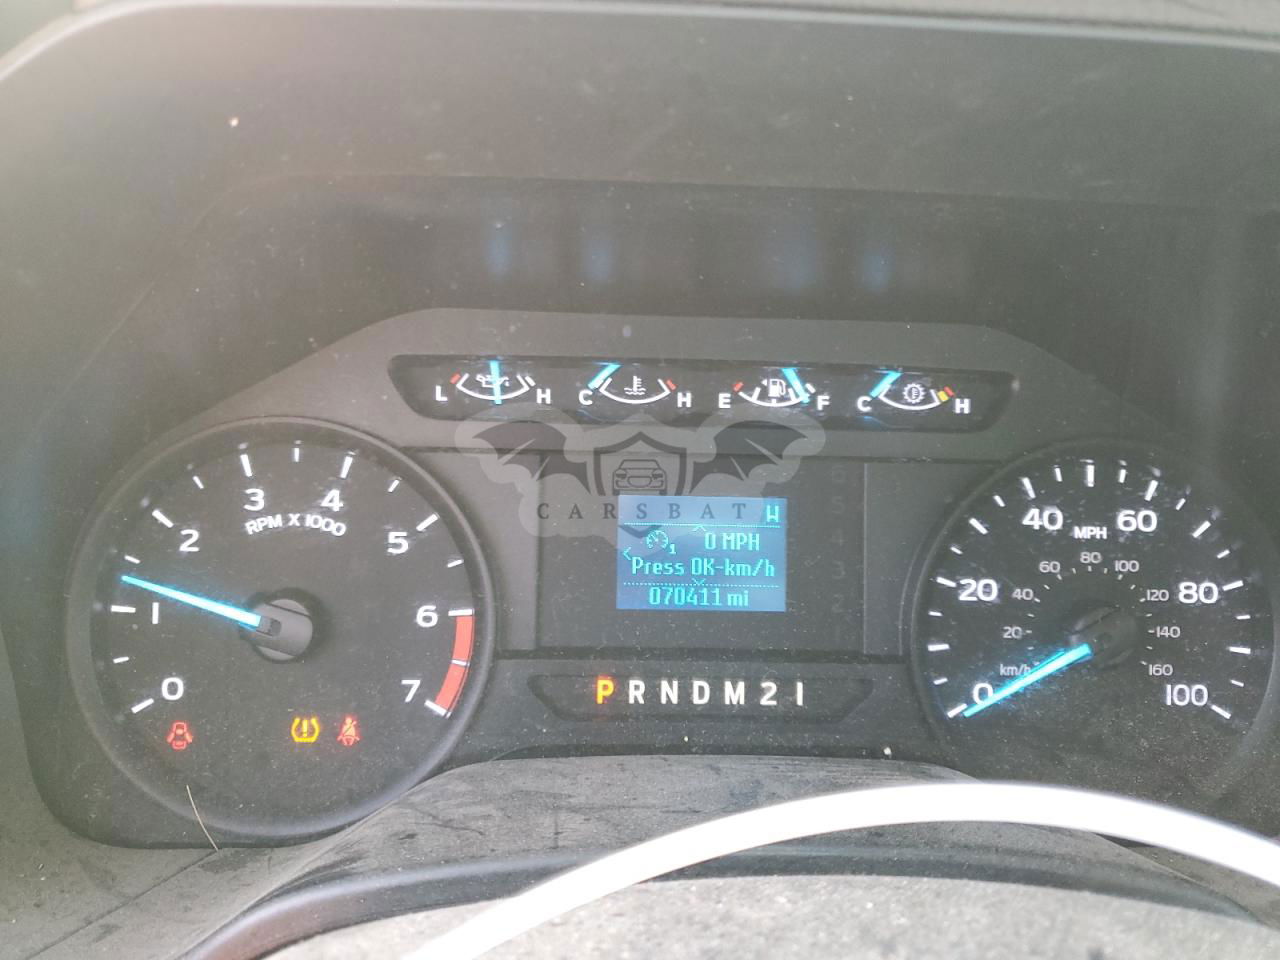 L H C H E F C H
CARSBAT
W
1 0 MPH
Press OK-km/h
070411 mi
PRNDM21
0 1 2 3 4 5 6 7
RPM X 1000
0 20 40 60 80 100
MPH
20 40 60 80 100 120 140 160
km/h